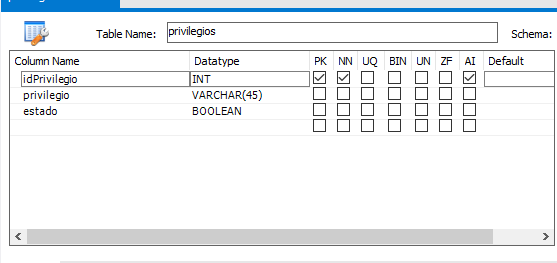 Table Name: privilegios Schema:
Column Name Datatype PK NN UQ BIN UN ZF AI Default
idPrivilegio INT
privilegio VARCHAR(45)
estado BOOLEAN